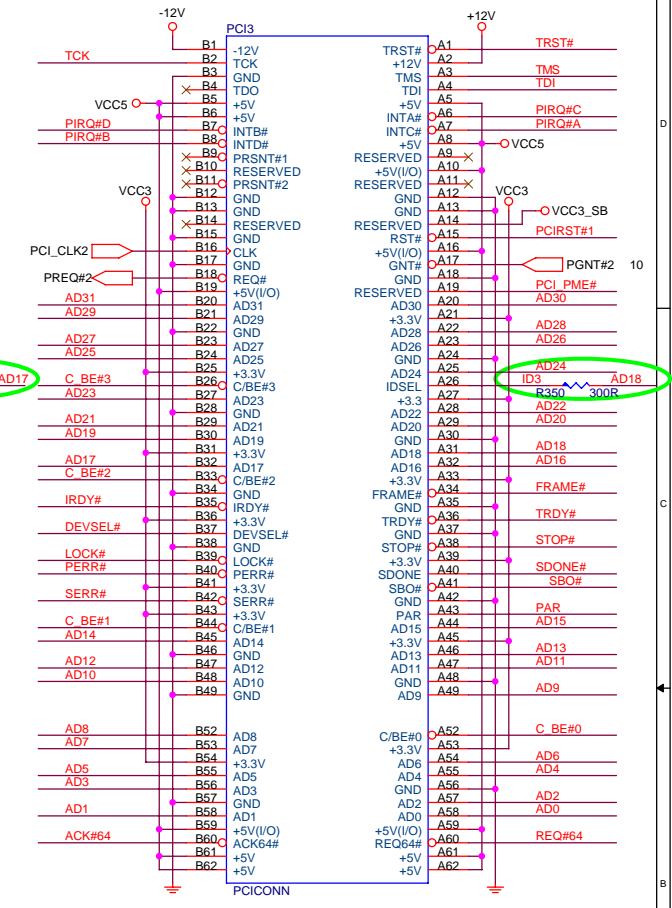 -12V +12V
PCI3
B1 -12V TRST# A1 TRST#
TCK B2 TCK +12V A2
B3 GND TMS A3 TMS
B4 TDO TDI A4 TDI
VCC5 B5 +5V +5V A5
B6 +5V INTA# A6 PIRQ#C
PIRQ#D B7 INTB# INTC# A7 PIRQ#A
PIRQ#B B8 INTD# +5V A8 VCC5
B9 PRSNT#1 RESERVED A9
B10 RESERVED +5V(I/O) A10
B11 PRSNT#2 RESERVED A11
VCC3 B12 GND GND A12 VCC3
B13 GND GND A13
B14 RESERVED RESERVED A14 VCC3_SB
B15 GND RST# A15 PCIRST#1
PCI_CLK2 B16 CLK +5V(I/O) A16
B17 GND GNT# A17 PGNT#2 10
PREQ#2 B18 REQ# GND A18
B19 +5V(I/O) RESERVED A19 PCI_PME#
AD31 B20 AD31 AD30 A20 AD30
AD29 B21 AD29 +3.3V A21
B22 GND AD28 A22 AD28
AD27 B23 AD27 AD26 A23 AD26
AD25 B24 AD25 GND A24
B25 +3.3V AD24 A25 AD24
AD17 C_BE#3 B26 C/BE#3 IDSEL A26 ID3 AD18
AD23 B27 AD23 +3.3 A27 R350 300R
B28 GND AD22 A28 AD22
AD21 B29 AD21 AD20 A29 AD20
AD19 B30 AD19 GND A30
B31 +3.3V AD18 A31 AD18
AD17 B32 AD17 AD16 A32 AD16
C_BE#2 B33 C/BE#2 +3.3V A33
B34 GND FRAME# A34 FRAME#
IRDY# B35 IRDY# GND A35
B36 +3.3V TRDY# A36 TRDY#
DEVSEL# B37 DEVSEL# GND A37
B38 GND STOP# A38 STOP#
LOCK# B39 LOCK# +3.3V A39
PERR# B40 PERR# SDONE A40 SDONE#
B41 +3.3V SBO# A41 SBO#
SERR# B42 SERR# GND A42
B43 +3.3V PAR A43 PAR
C_BE#1 B44 C/BE#1 AD15 A44 AD15
AD14 B45 AD14 +3.3V A45
B46 GND AD13 A46 AD13
AD12 B47 AD12 AD11 A47 AD11
AD10 B48 AD10 GND A48
B49 GND AD9 A49 AD9
AD8 B52 AD8 C/BE#0 A52 C_BE#0
AD7 B53 AD7 +3.3V A53
B54 +3.3V AD6 A54 AD6
AD5 B55 AD5 AD4 A55 AD4
AD3 B56 AD3 GND A56
B57 GND AD2 A57 AD2
AD1 B58 AD1 AD0 A58 AD0
B59 +5V(I/O) +5V(I/O) A59
ACK#64 B60 ACK64# REQ64# A60 REQ#64
B61 +5V +5V A61
B62 +5V +5V A62
PCICONN
D
C
B